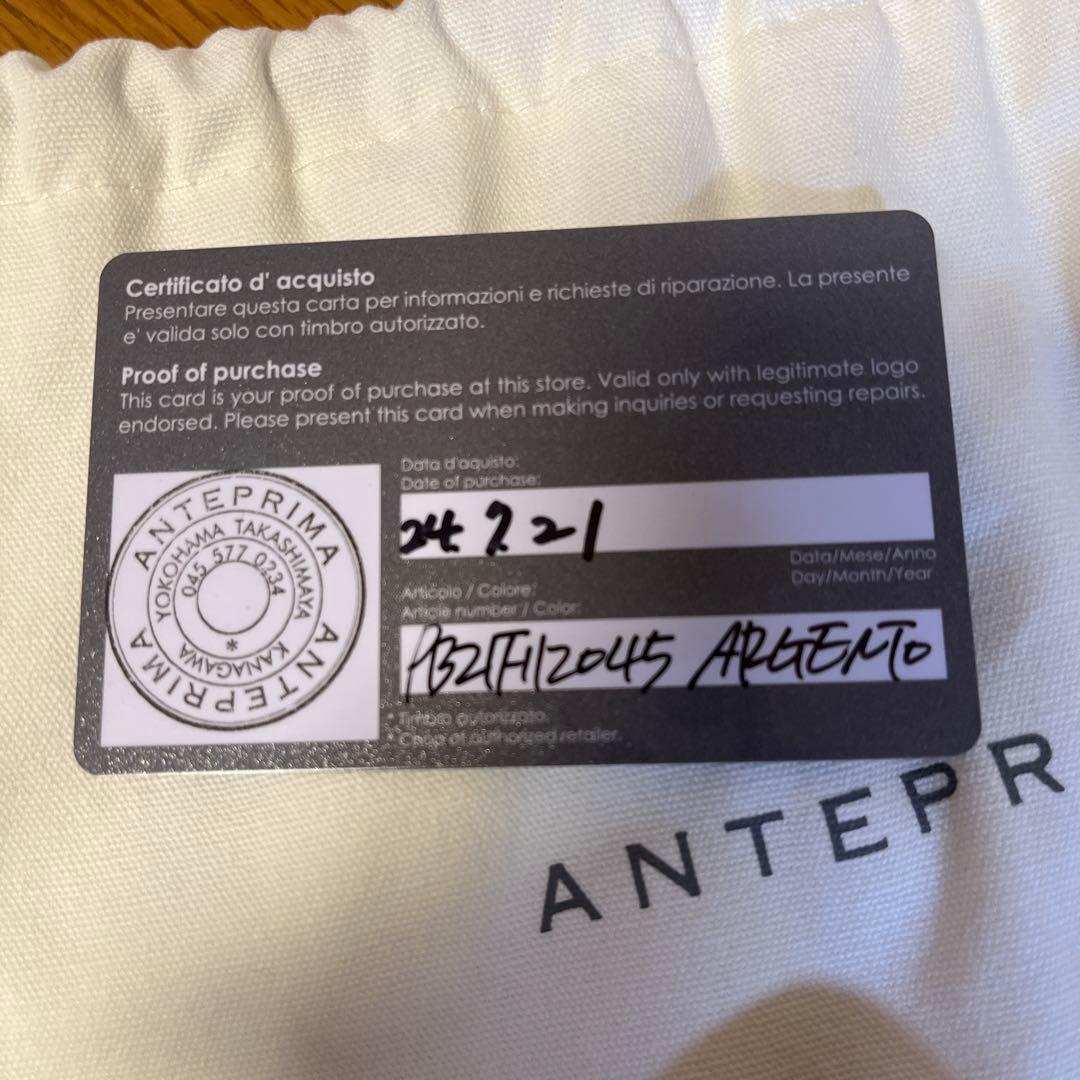 Certificato d' acquisto
Presentare questa carta per informazioni e richieste di riparazione. La presente
e' valida solo con timbro autorizzato.
Proof of purchase
This card is your proof of purchase at this store. Valid only with legitimate logo
endorsed. Please present this card when making inquiries or requesting repairs.
Data d'aquisto:
Date of purchase:
24. 7. 21
Data/Mese/Anno
Day/Month/Year
Articolo / Colore:
Article number / Color:
PB21FH2045 ARGENTO
* Timbro autorizzato.
* Chop of authorized retailer.
ANTEPRIMA ANTEPRIMA
YOKOHAMA TAKASHIMAYA
045 577 0234
KANAGAWA *
ANTEPR